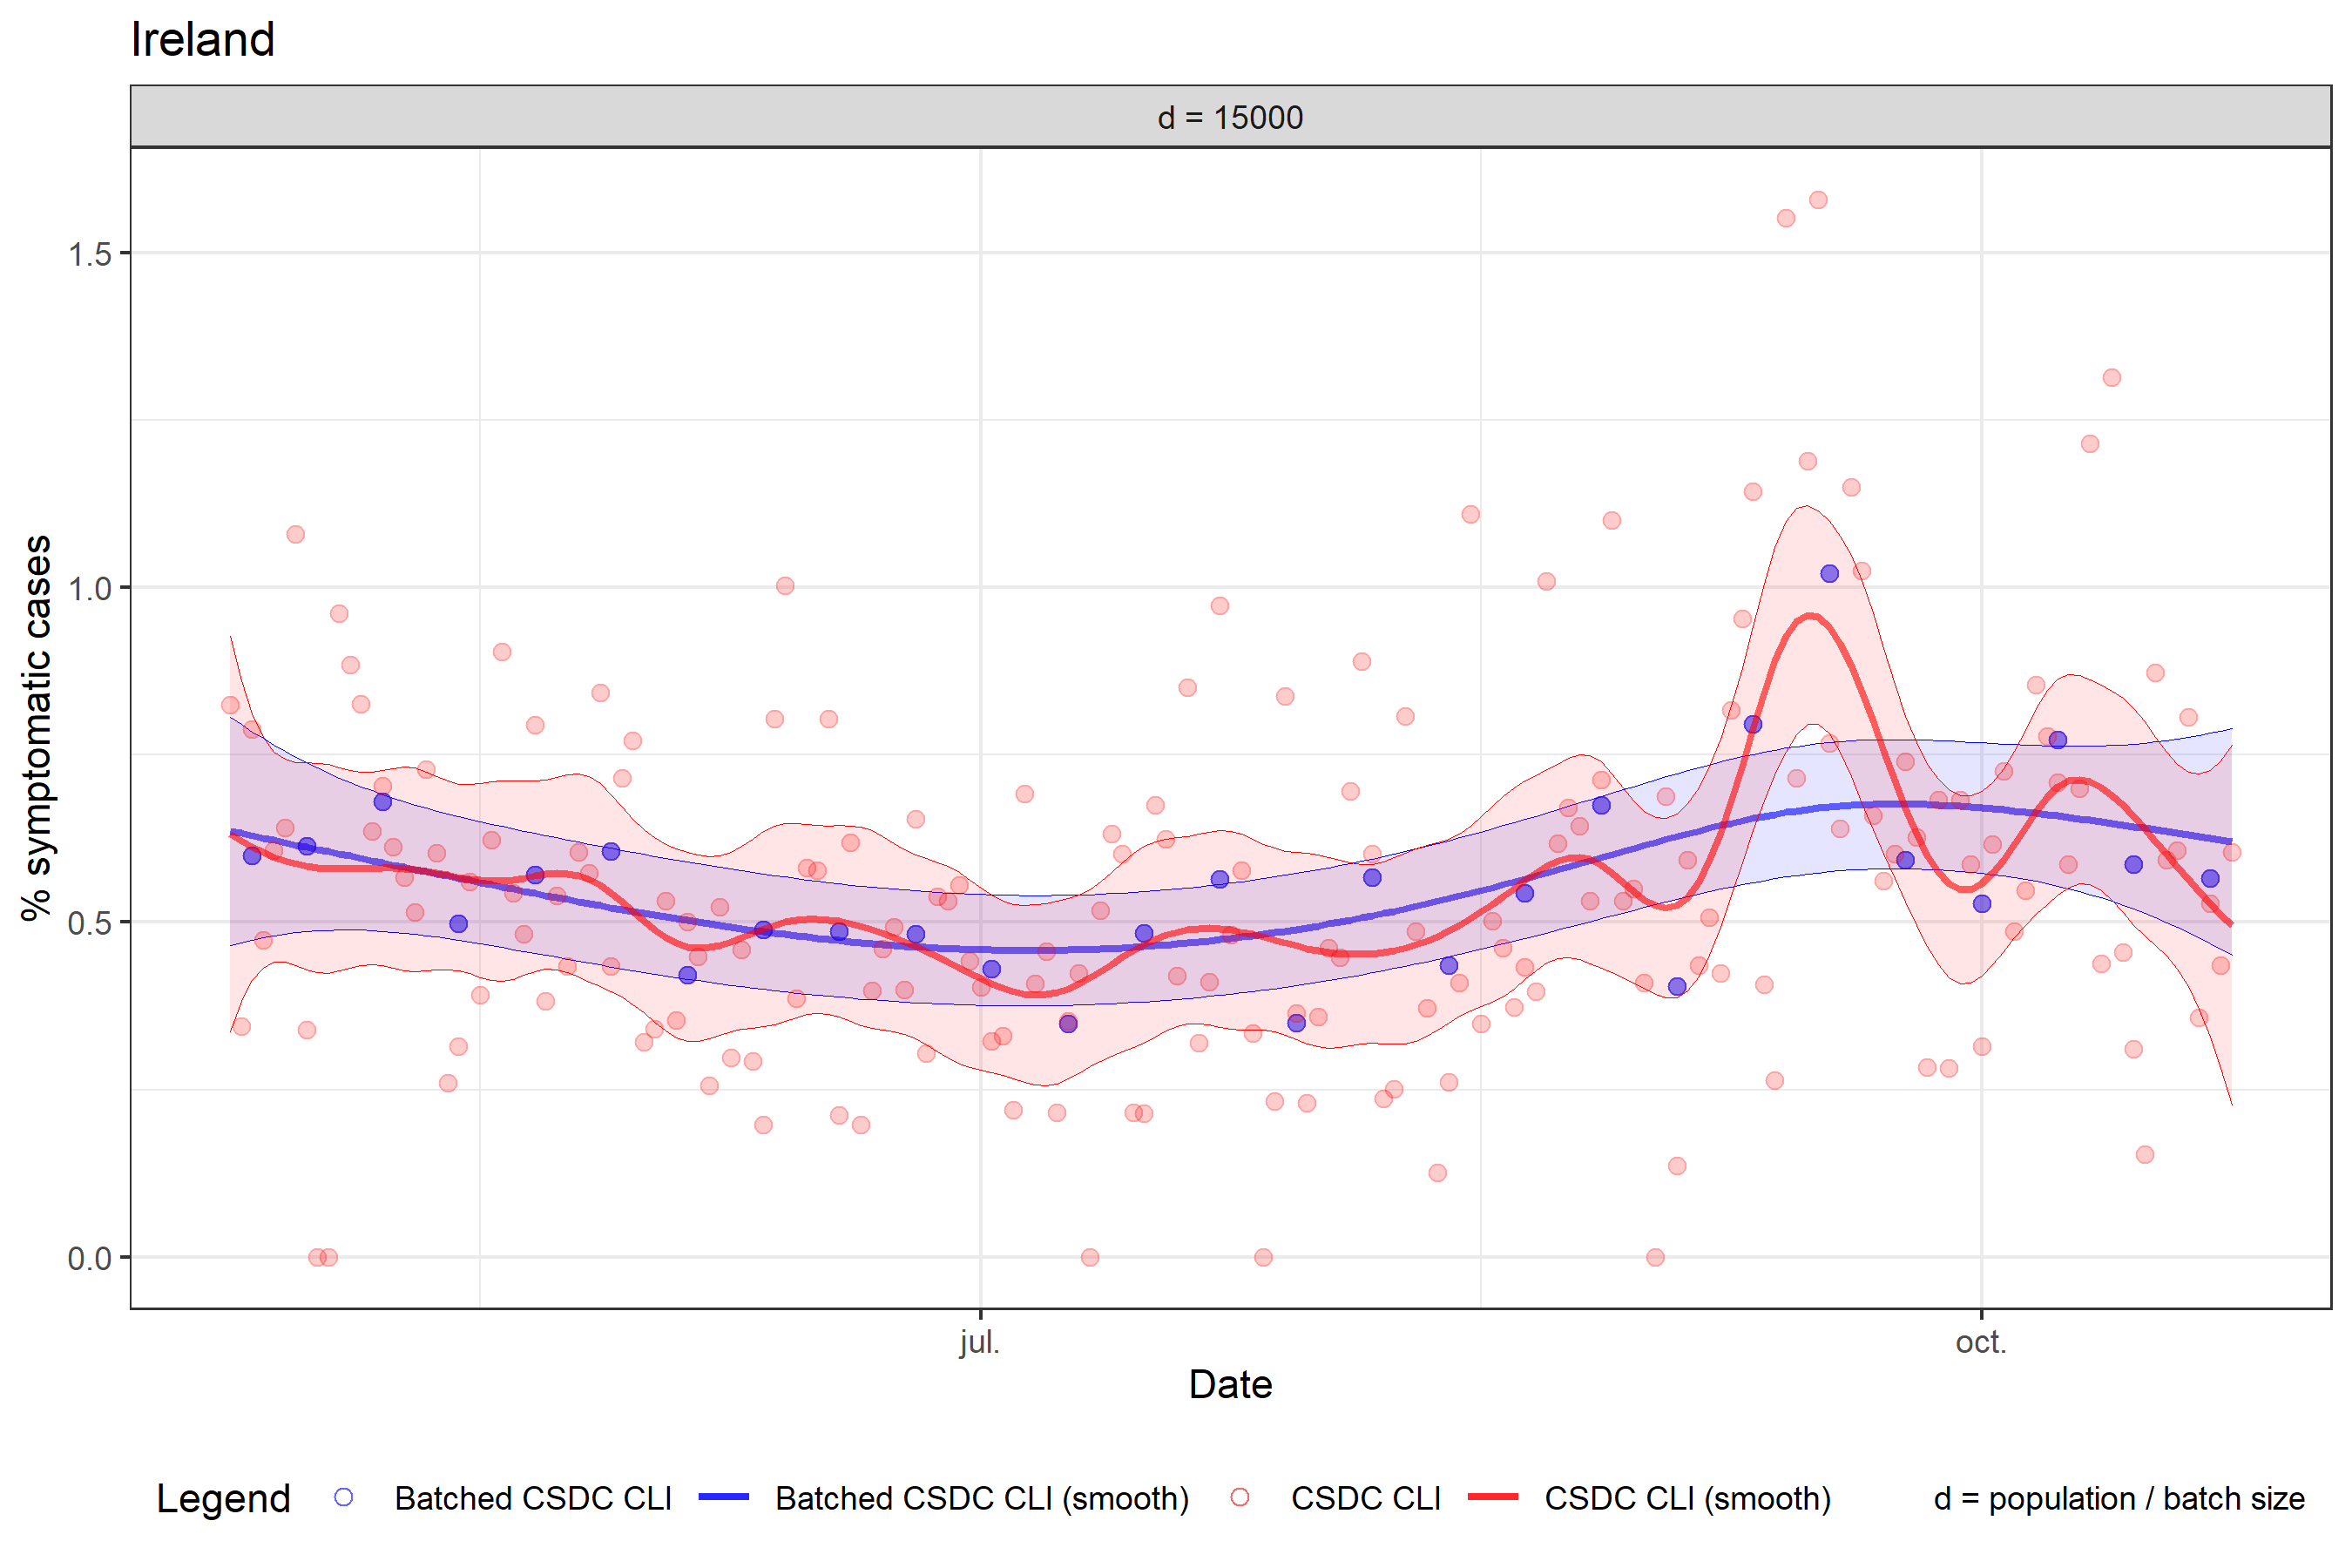 Ireland
d = 15000
% symptomatic cases
1.5
1.0
0.5
0.0
jul.
oct.
Date
Legend
Batched CSDC CLI
Batched CSDC CLI (smooth)
CSDC CLI
CSDC CLI (smooth)
d = population / batch size